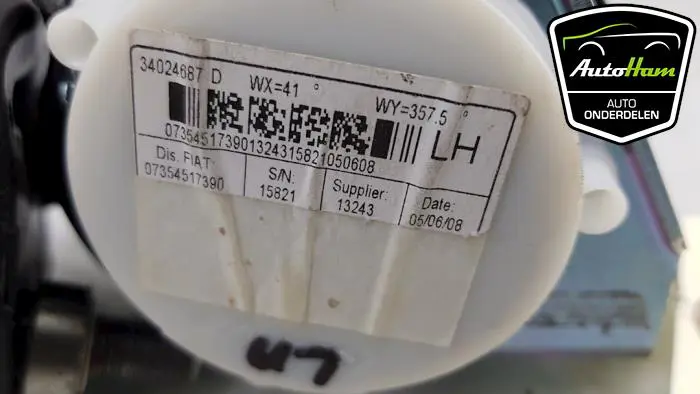 34024687 D WX=41 ° WY=357.5 °
LH
07354517390132431582105060​8
Dis. FIAT:
07354517390
S/N:
15821
Supplier:
13243
Date:
05/06/08
AutoHam
AUTO
ONDERDELEN